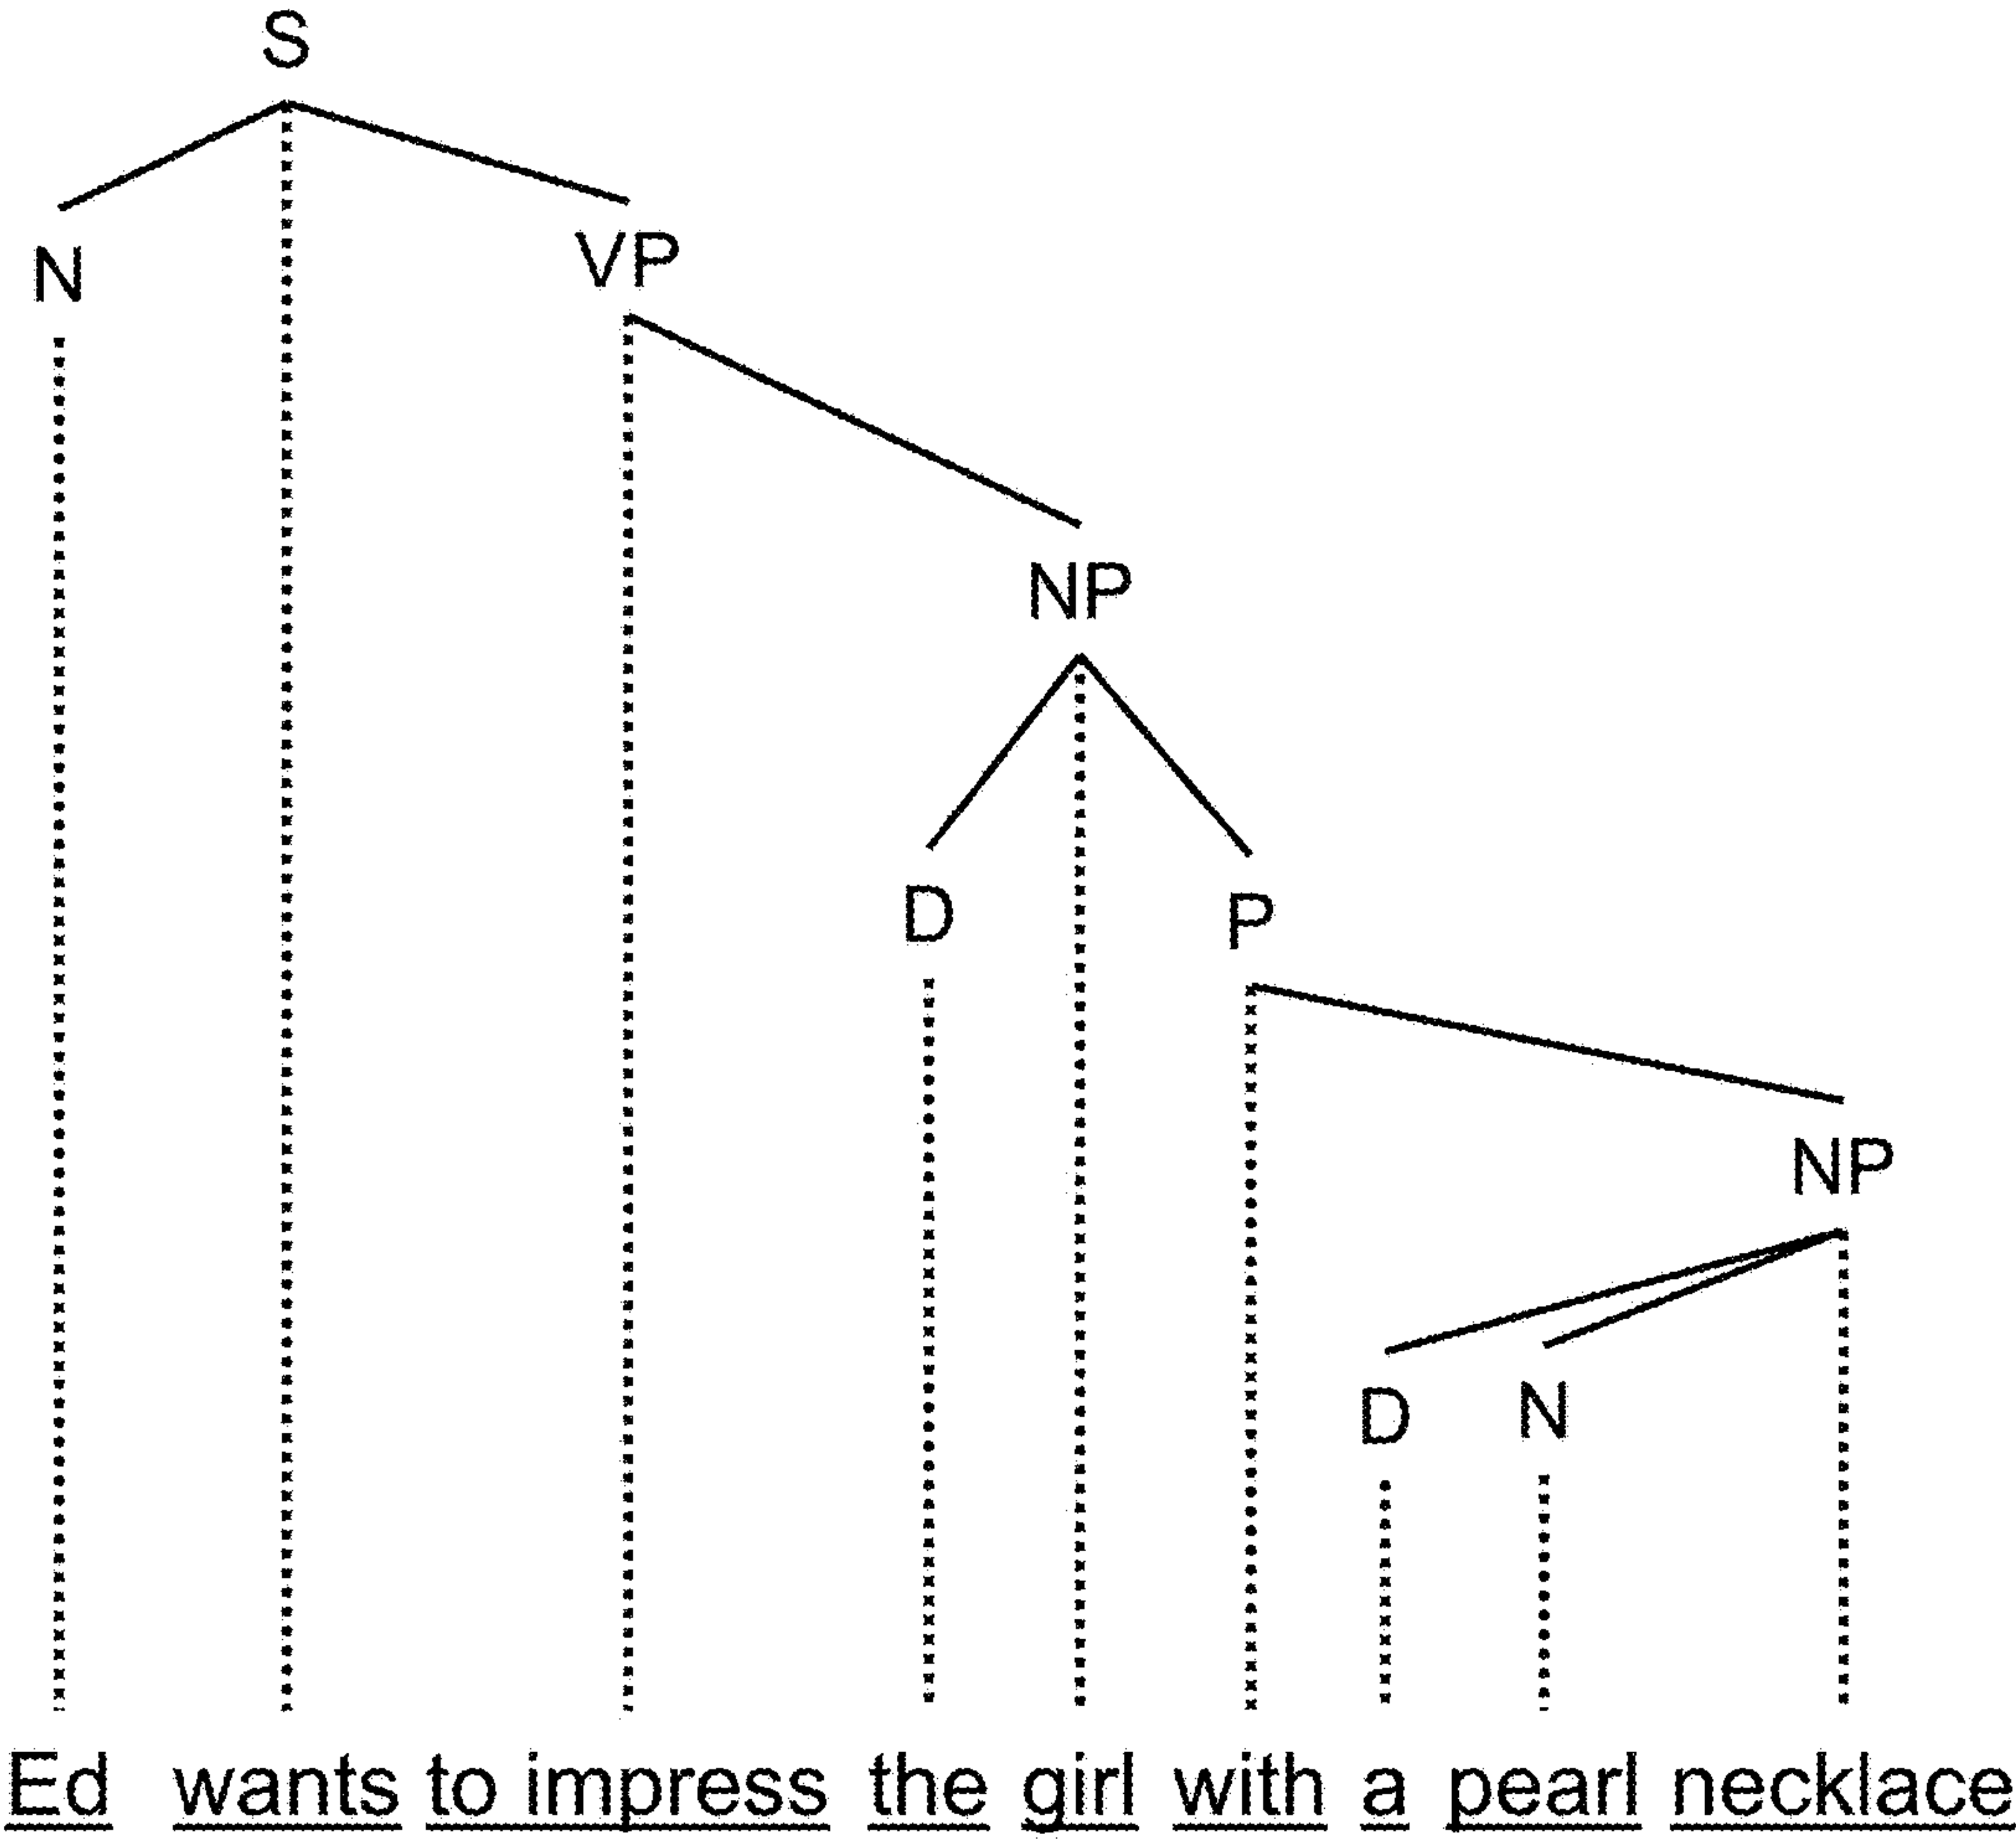 S
N
VP
NP
D
P
NP
D N
Ed wants to impress the girl with a pearl necklace